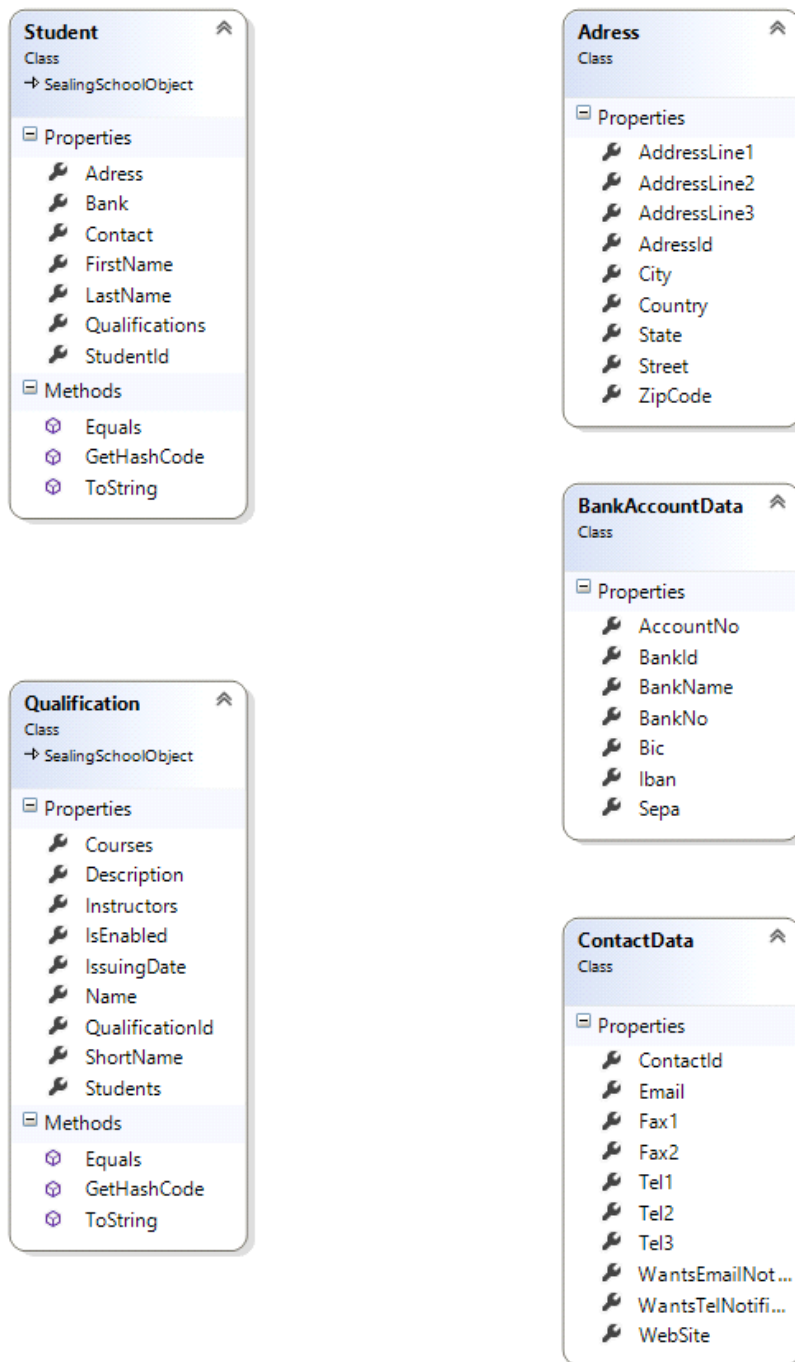 Student
Class
SealingSchoolObject
Properties
Adress
Bank
Contact
FirstName
LastName
Qualifications
StudentId
Methods
Equals
GetHashCode
ToString
Qualification
Class
SealingSchoolObject
Properties
Courses
Description
Instructors
IsEnabled
IssuingDate
Name
QualificationId
ShortName
Students
Methods
Equals
GetHashCode
ToString
Adress
Class
Properties
AddressLine1
AddressLine2
AddressLine3
AdressId
City
Country
State
Street
ZipCode
BankAccountData
Class
Properties
AccountNo
BankId
BankName
BankNo
Bic
Iban
Sepa
ContactData
Class
Properties
ContactId
Email
Fax1
Fax2
Tel1
Tel2
Tel3
WantsEmailNot...
WantsTelNotifi...
WebSite